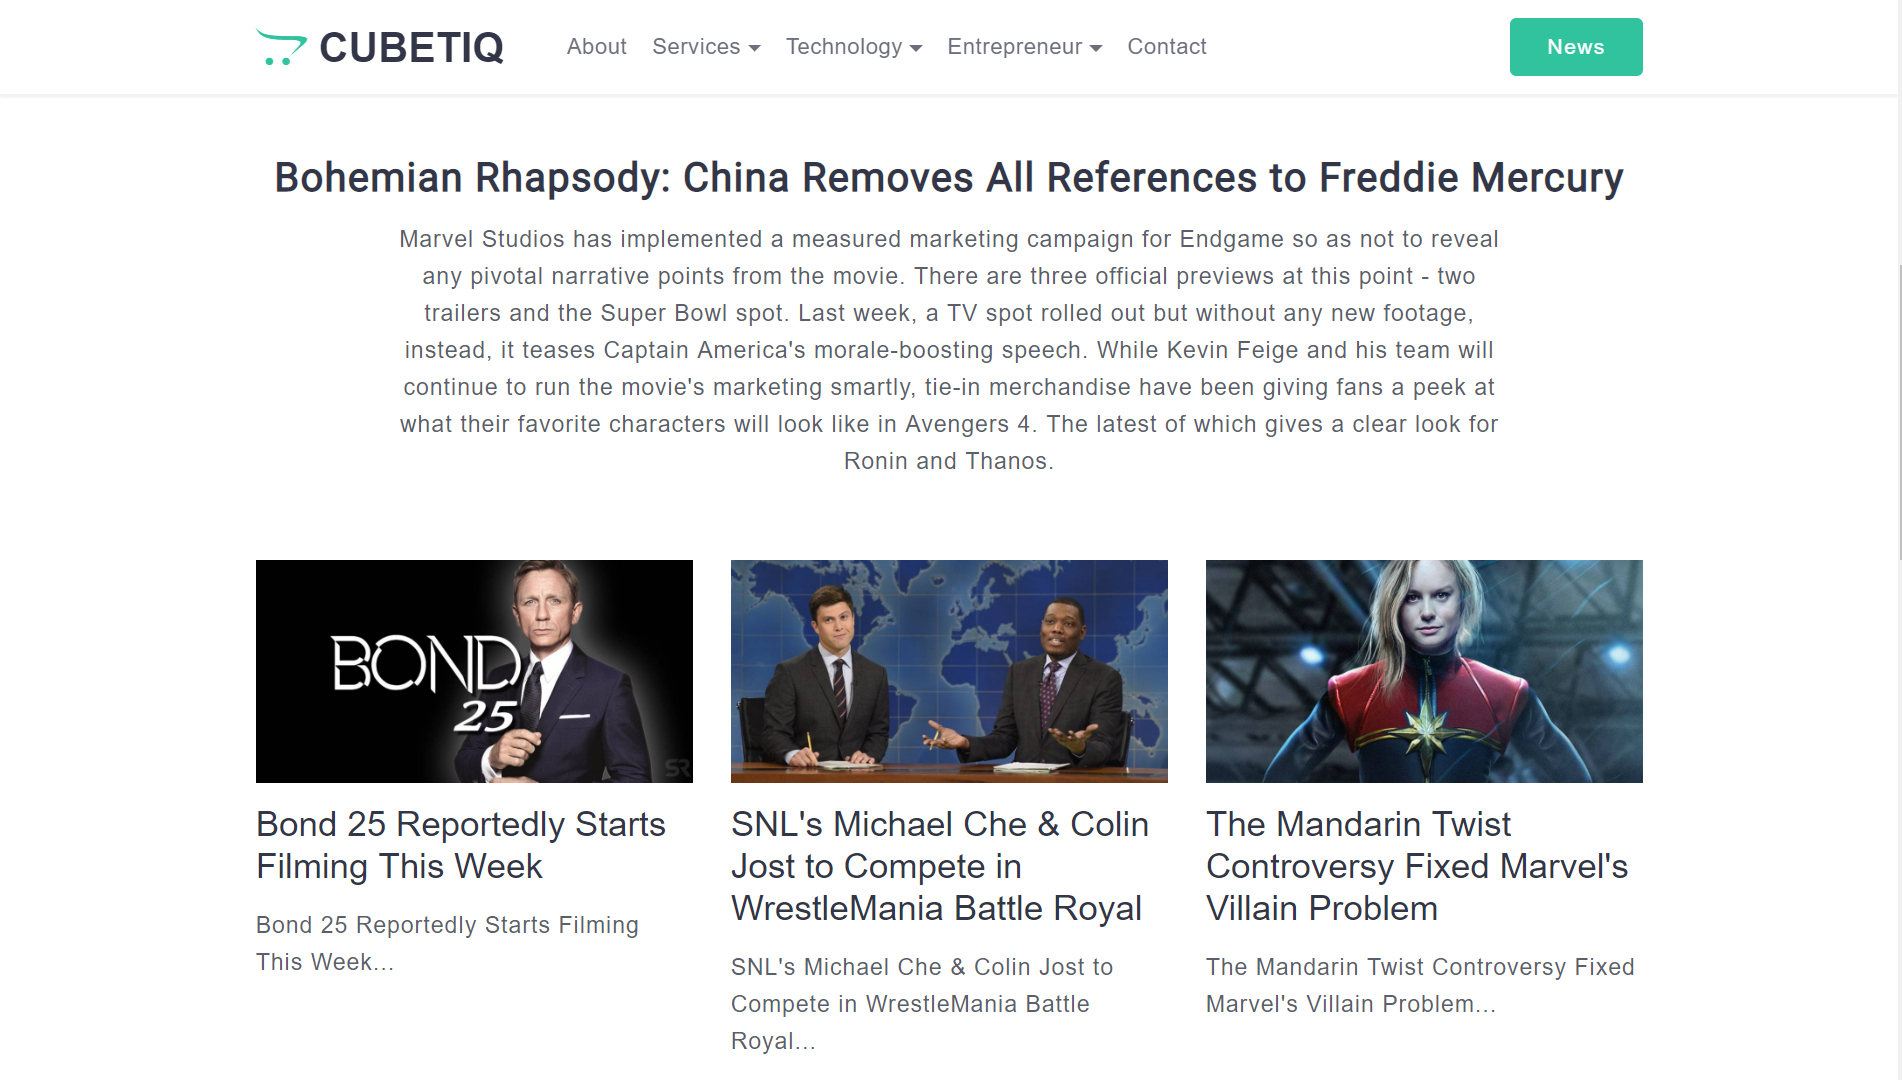 CUBETIQ
About Services Technology Entrepreneur Contact
News
Bohemian Rhapsody: China Removes All References to Freddie Mercury
Marvel Studios has implemented a measured marketing campaign for Endgame so as not to reveal
any pivotal narrative points from the movie. There are three official previews at this point - two
trailers and the Super Bowl spot. Last week, a TV spot rolled out but without any new footage,
instead, it teases Captain America's morale-boosting speech. While Kevin Feige and his team will
continue to run the movie's marketing smartly, tie-in merchandise have been giving fans a peek at
what their favorite characters will look like in Avengers 4. The latest of which gives a clear look for
Ronin and Thanos.
BOND
25
SR
Bond 25 Reportedly Starts
Filming This Week
Bond 25 Reportedly Starts Filming
This Week...
SNL's Michael Che & Colin
Jost to Compete in
WrestleMania Battle Royal
SNL's Michael Che & Colin Jost to
Compete in WrestleMania Battle
Royal...
The Mandarin Twist
Controversy Fixed Marvel's
Villain Problem
The Mandarin Twist Controversy Fixed
Marvel's Villain Problem...